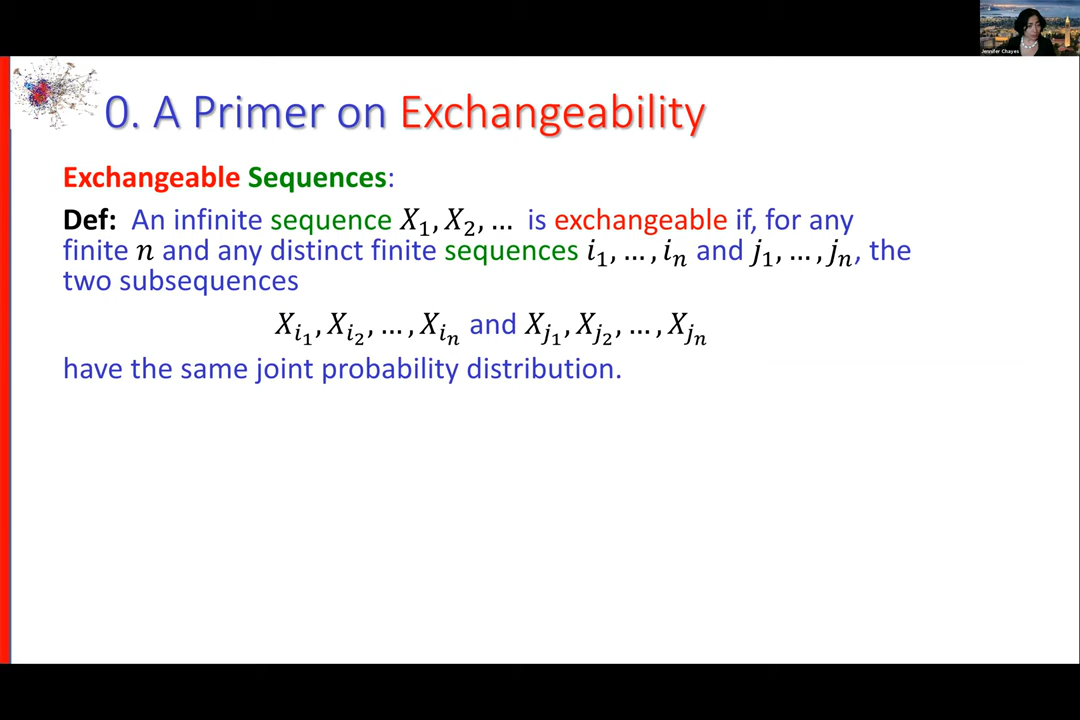 Jennifer Chayes
0. A Primer on Exchangeability
Exchangeable Sequences:
Def: An infinite sequence X₁, X₂, … is exchangeable if, for any
finite n and any distinct finite sequences i₁, … , iₙ and j₁, … , jₙ, the
two subsequences
X_{i₁}, X_{i₂}, … , X_{iₙ} and X_{j₁}, X_{j₂}, … , X_{jₙ}
have the same joint probability distribution.